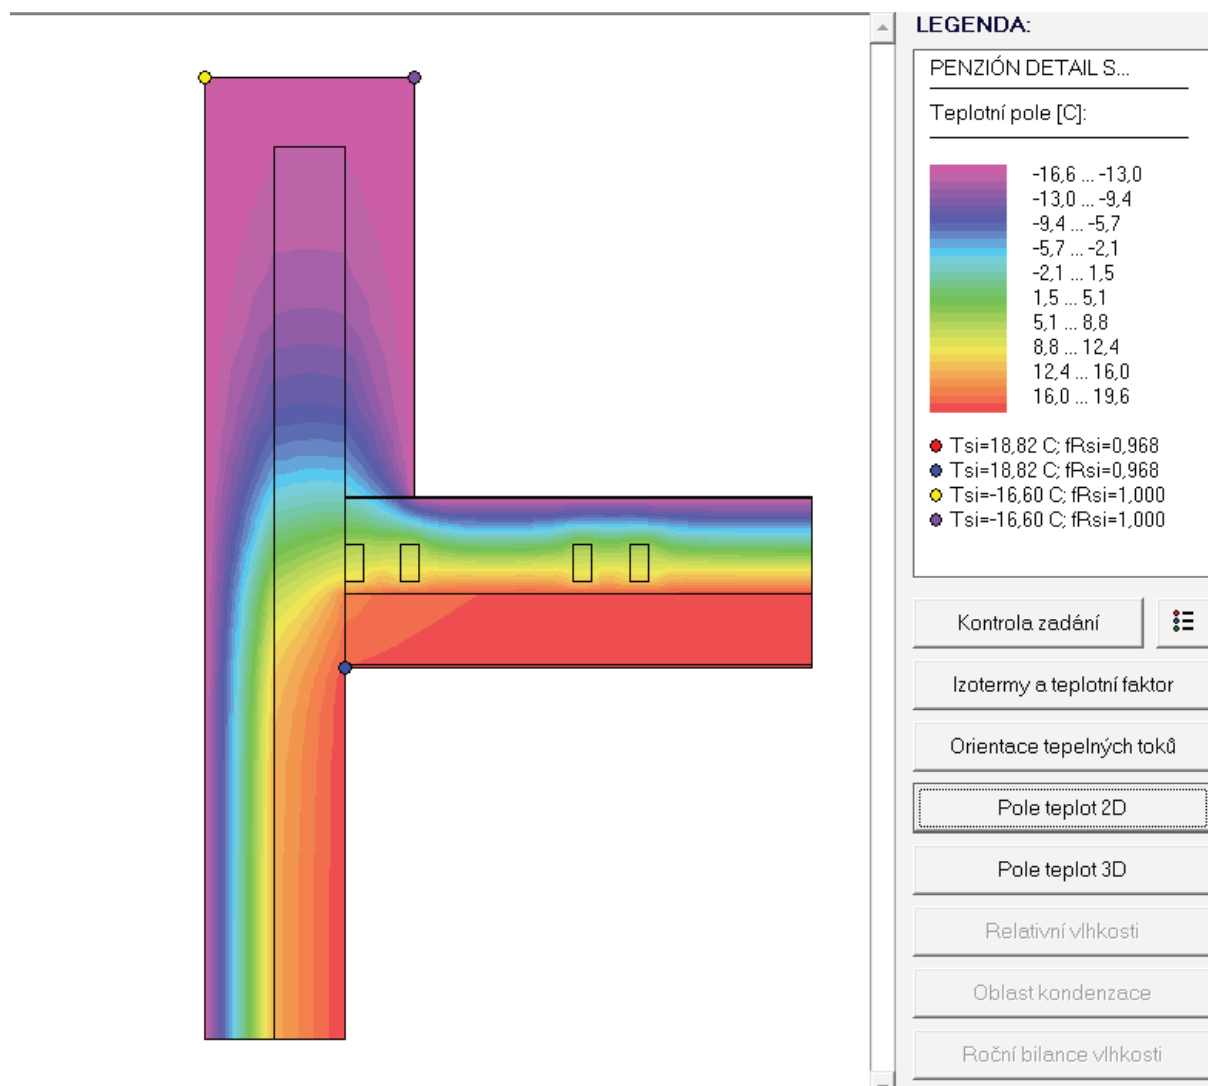 LEGENDA:
PENZIÓN DETAIL S...
Teplotní pole [C]:
-16,6 ... -13,0
-13,0 ... -9,4
-9,4 ... -5,7
-5,7 ... -2,1
-2,1 ... 1,5
1,5 ... 5,1
5,1 ... 8,8
8,8 ... 12,4
12,4 ... 16,0
16,0 ... 19,6
Tsi=18,82 C; fRsi=0,968
Tsi=18,82 C; fRsi=0,968
Tsi=-16,60 C; fRsi=1,000
Tsi=-16,60 C; fRsi=1,000
Kontrola zadání
Izotermy a teplotní faktor
Orientace tepelných toků
Pole teplot 2D
Pole teplot 3D
Relativní vlhkosti
Oblast kondenzace
Roční bilance vlhkosti